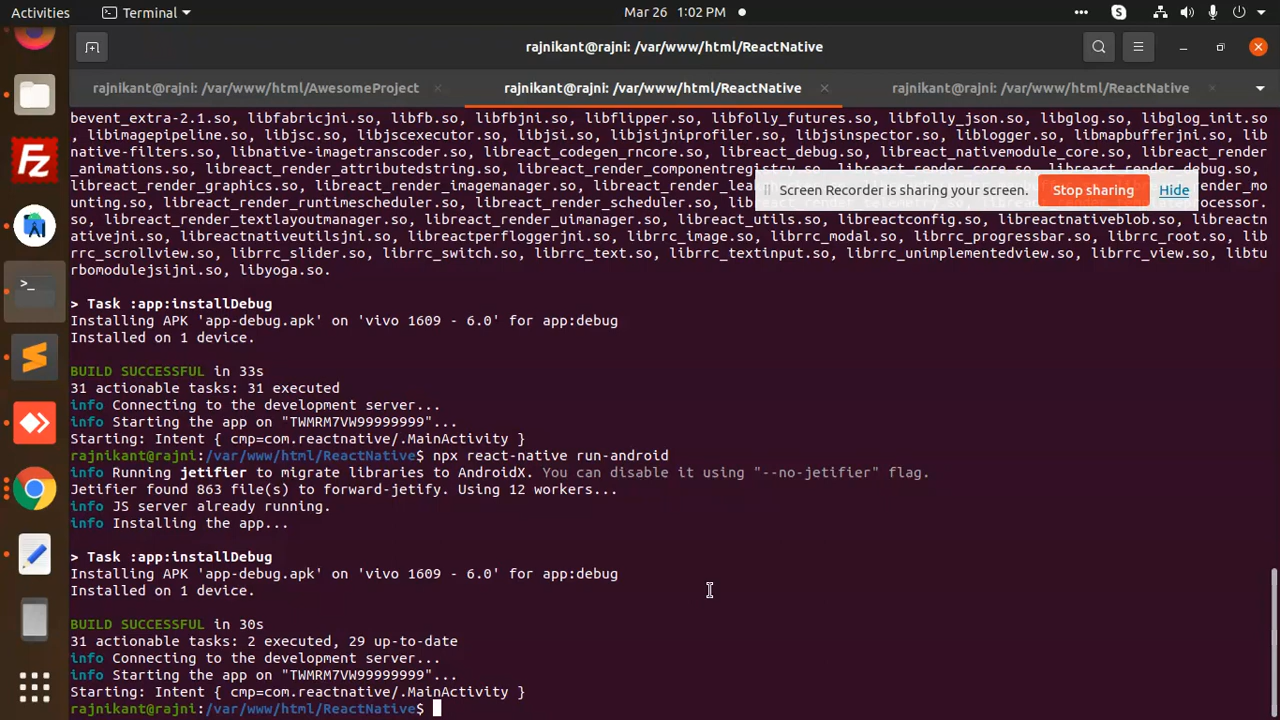 Activities
Terminal
Mar 26 1:02 PM
rajnikant@rajni: /var/www/html/ReactNative
rajnikant@rajni: /var/www/html/AwesomeProject
rajnikant@rajni: /var/www/html/ReactNative
rajnikant@rajni: /var/www/html/ReactNative
bevent_extra-2.1.so, libfabricjni.so, libfb.so, libfbjni.so, libflipper.so, libfolly_futures.so, libfolly_json.so, libglog.so, libglog_init.so
, libimagepipeline.so, libjsc.so, libjscexecutor.so, libjsi.so, libjsijniprofiler.so, libjsinspector.so, liblogger.so, libmapbufferjni.so, lib
native-filters.so, libnative-imagetranscoder.so, libreact_codegen_rncore.so, libreact_debug.so, libreact_nativemodule_core.so, libreact_render
_animations.so, libreact_render_attributedstring.so, libreact_render_componentregistry.so, libreact_render_core.so, libreact_render_debug.so,
libreact_render_graphics.so, libreact_render_imagemanager.so, libreact_render_lea
nder_mo
unting.so, libreact_render_runtimescheduler.so, libreact_render_scheduler.so, libreact_render_telemetry.so, libreact_render_templateprocessor.
so, libreact_render_textlayoutmanager.so, libreact_render_uimanager.so, libreact_utils.so, libreactconfig.so, libreactnativeblob.so, libreactn
ativejni.so, libreactnativeutilsjni.so, libreactperfloggerjni.so, librrc_image.so, librrc_modal.so, librrc_progressbar.so, librrc_root.so, lib
rrc_scrollview.so, librrc_slider.so, librrc_switch.so, librrc_text.so, librrc_textinput.so, librrc_unimplementedview.so, librrc_view.so, libtu
rbomodulejsijni.so, libyoga.so.
Screen Recorder is sharing your screen. Stop sharing Hide
> Task :app:installDebug
Installing APK 'app-debug.apk' on 'vivo 1609 - 6.0' for app:debug
Installed on 1 device.
BUILD SUCCESSFUL in 33s
31 actionable tasks: 31 executed
info Connecting to the development server...
info Starting the app on "TWMRM7VW99999999"...
Starting: Intent { cmp=com.reactnative/.MainActivity }
rajnikant@rajni:/var/www/html/ReactNative$ npx react-native run-android
info Running jetifier to migrate libraries to AndroidX. You can disable it using "--no-jetifier" flag.
Jetifier found 863 file(s) to forward-jetify. Using 12 workers...
info JS server already running.
info Installing the app...
> Task :app:installDebug
Installing APK 'app-debug.apk' on 'vivo 1609 - 6.0' for app:debug
Installed on 1 device.
BUILD SUCCESSFUL in 30s
31 actionable tasks: 2 executed, 29 up-to-date
info Connecting to the development server...
info Starting the app on "TWMRM7VW99999999"...
Starting: Intent { cmp=com.reactnative/.MainActivity }
rajnikant@rajni:/var/www/html/ReactNative$